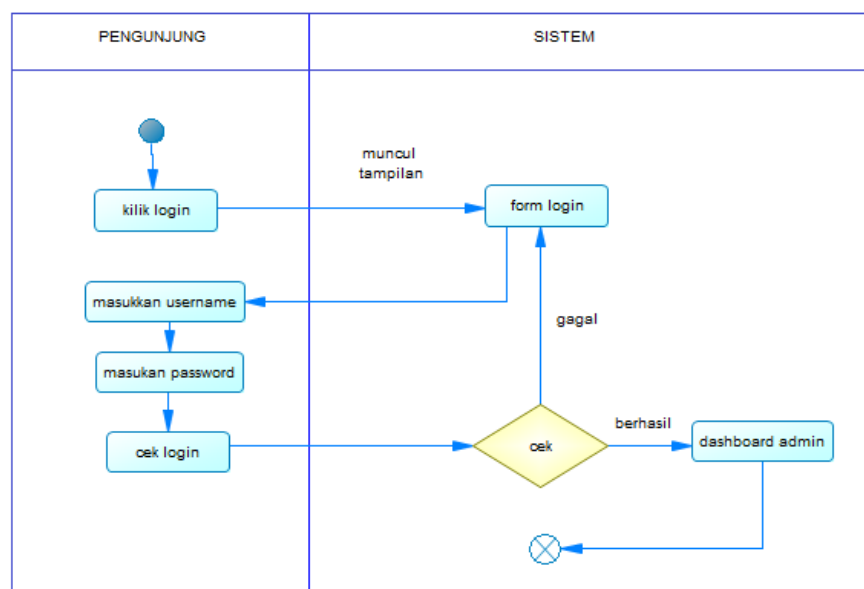 PENGUNJUNG
SISTEM
muncul
tampilan
kilik login
form login
masukkan username
gagal
masukan password
berhasil
cek login
cek
dashboard admin